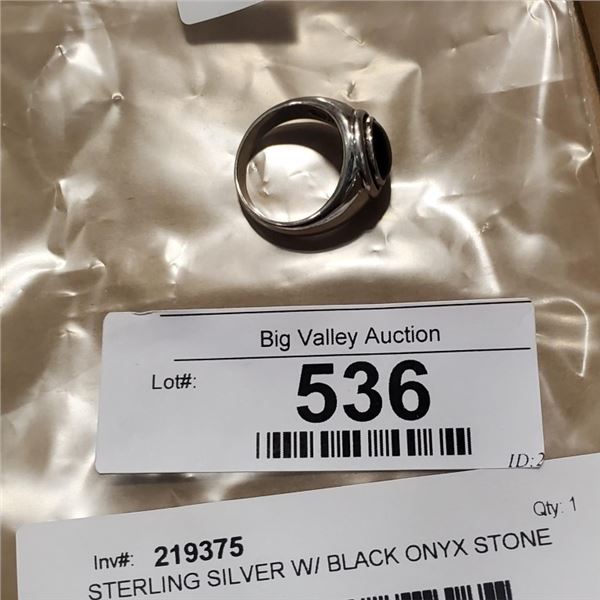 Big Valley Auction
Lot#: 536
ID:2
Qty: 1
Inv#: 219375
STERLING SILVER W/ BLACK ONYX STONE